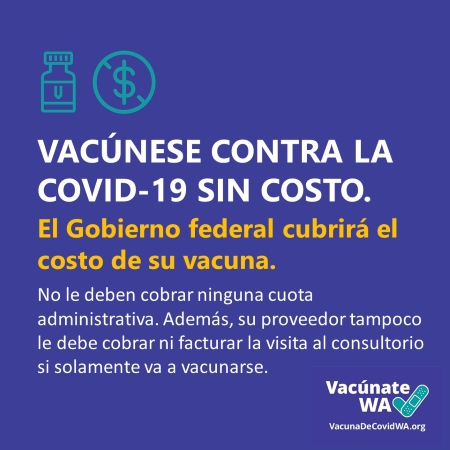 VACÚNESE CONTRA LA
COVID-19 SIN COSTO.
El Gobierno federal cubrirá el
costo de su vacuna.
No le deben cobrar ninguna cuota
administrativa. Además, su proveedor tampoco
le debe cobrar ni facturar la visita al consultorio
si solamente va a vacunarse.
Vacúnate
WA
VacunaDeCovidWA.org